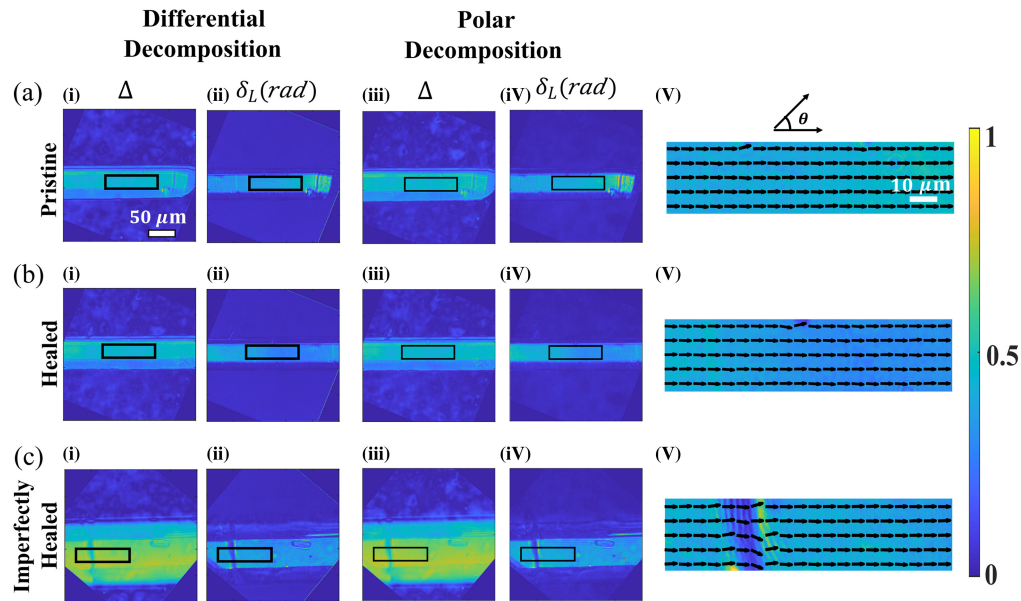 Differential
Decomposition
Polar
Decomposition
(a) (i) Δ (ii) δL(rad) (iii) Δ (iV) δL(rad) (V)
θ
Pristine
50 μm
10 μm
1
(b) (i) (ii) (iii) (iV) (V)
Healed
0.5
(c) (i) (ii) (iii) (iV) (V)
Imperfectly
Healed
0